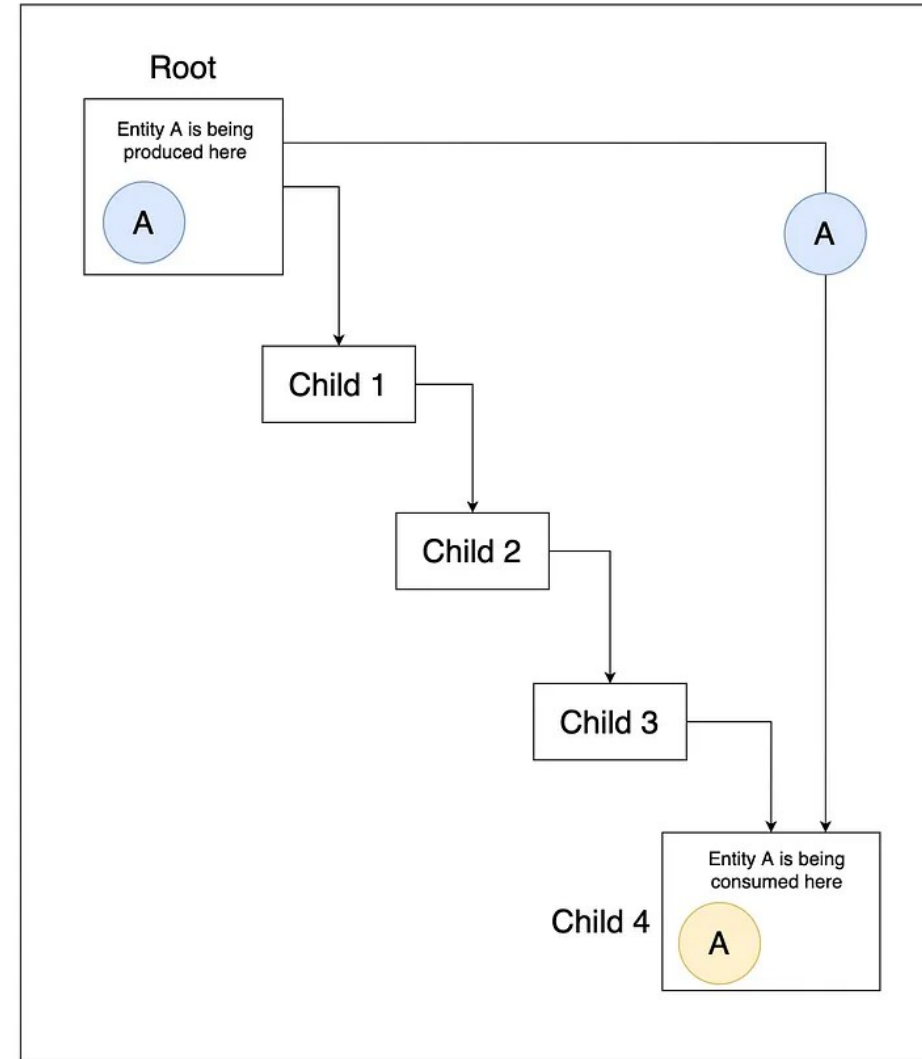 Root
Entity A is being
produced here
A
A
Child 1
Child 2
Child 3
Entity A is being
consumed here
Child 4
A